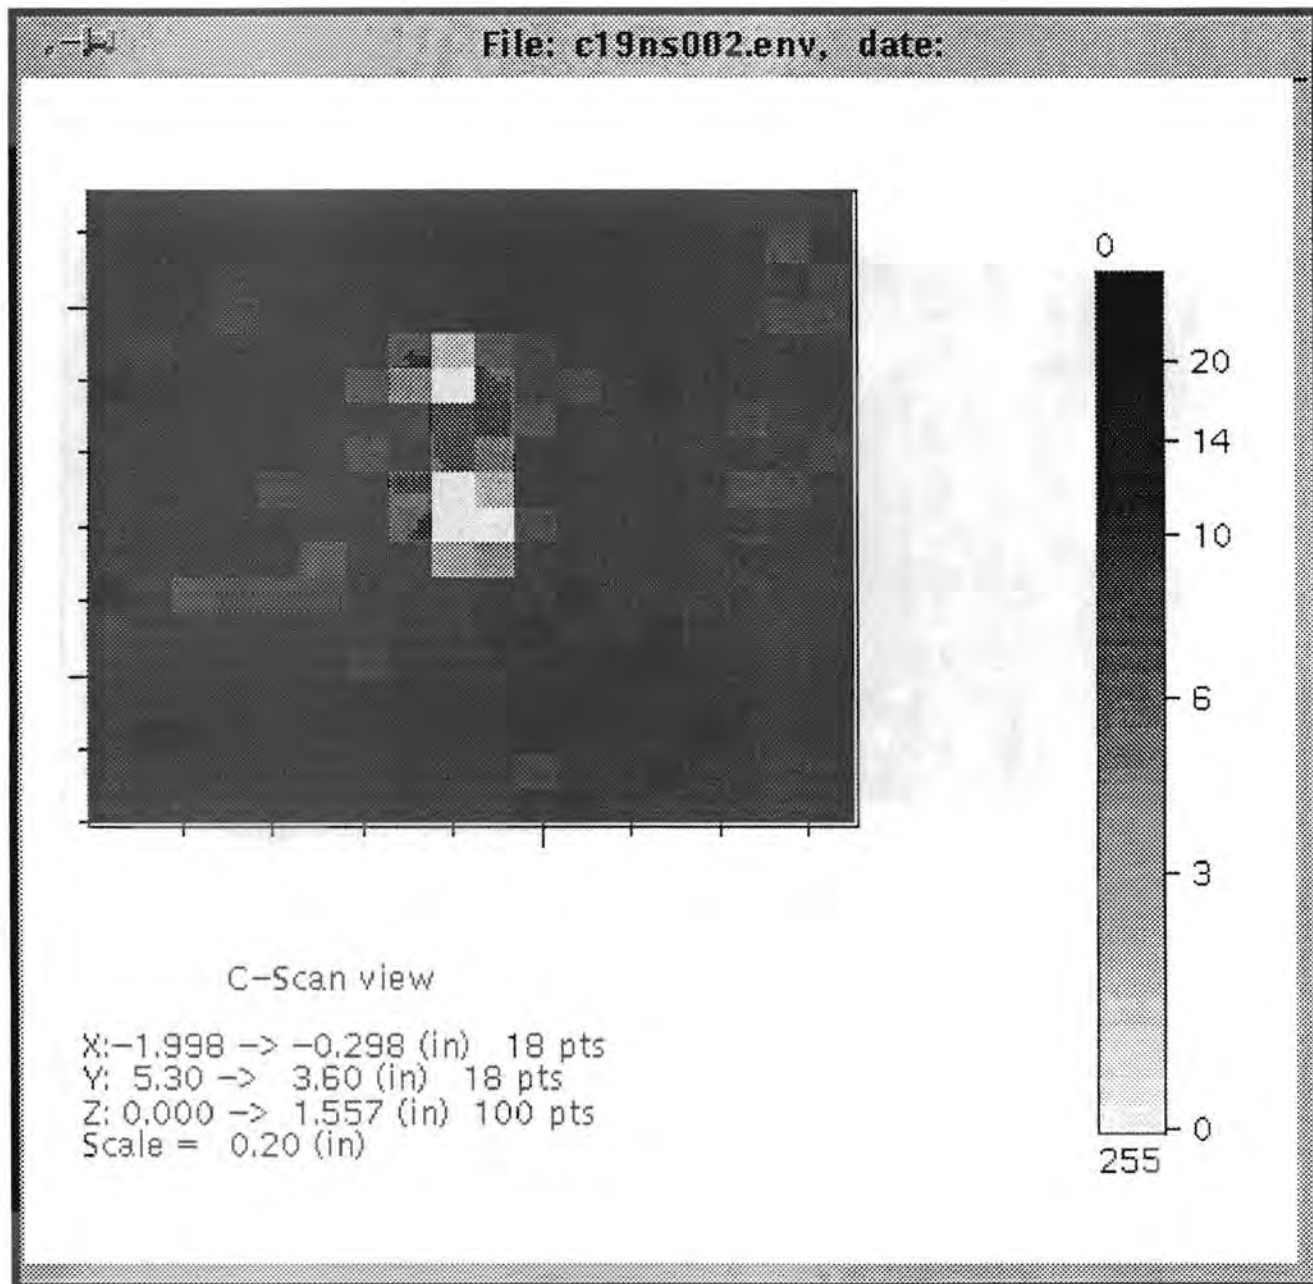 File: c19ns002.env, date:
0
20
14
10
6
3
0
255
C-Scan view
X:-1.998 -> -0.298 (in) 18 pts
Y: 5.30 -> 3.60 (in) 18 pts
Z: 0.000 -> 1.557 (in) 100 pts
Scale = 0.20 (in)